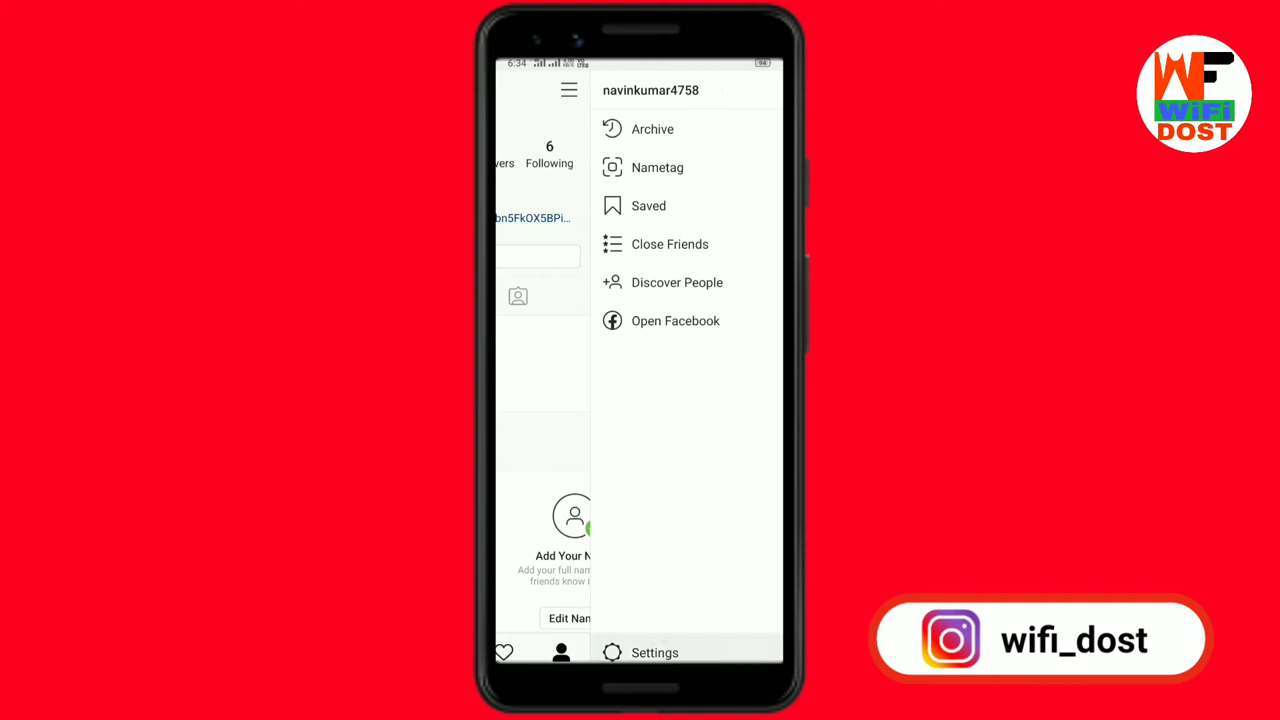 6:34
94
navinkumar4758
Archive
Nametag
Saved
Close Friends
Discover People
Open Facebook
Settings
6
vers Following
bn5FkOX5BPi...
Add Your N
Add your full nam
friends know i
Edit Nam
WF
WiFi
DOST
wifi_dost